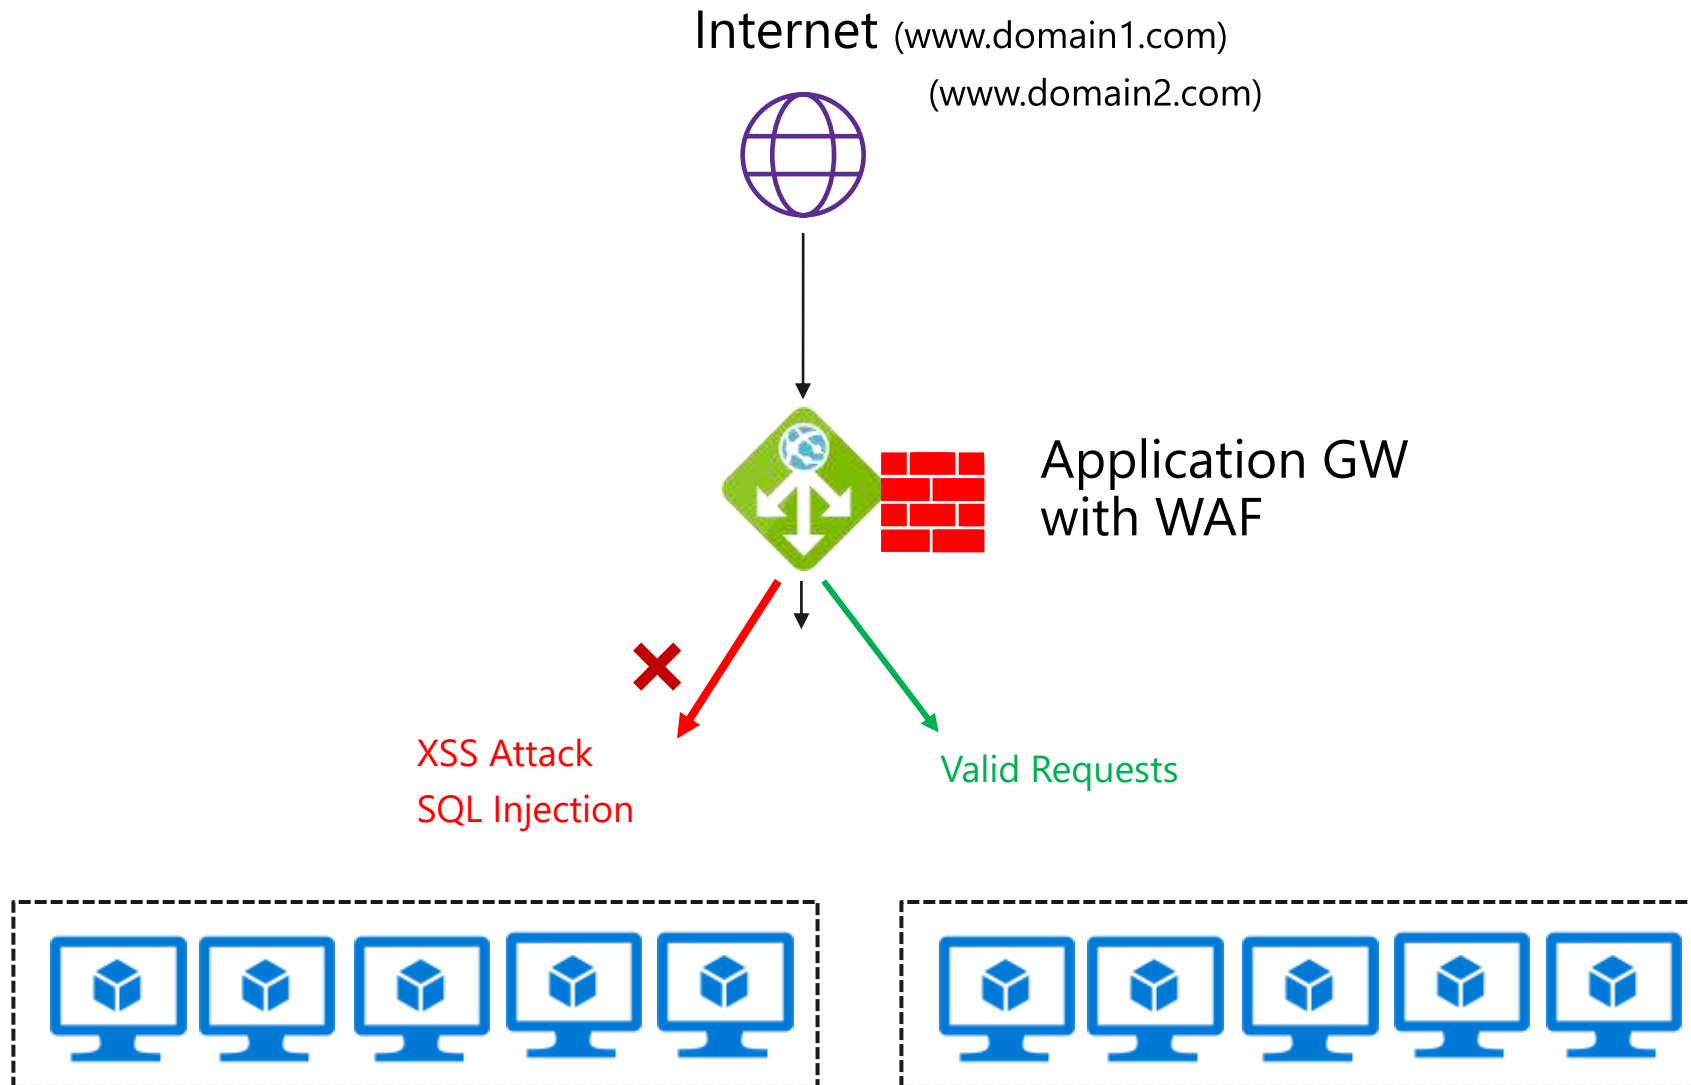 Internet (www.domain1.com)
(www.domain2.com)
Application GW
with WAF
XSS Attack
SQL Injection
Valid Requests